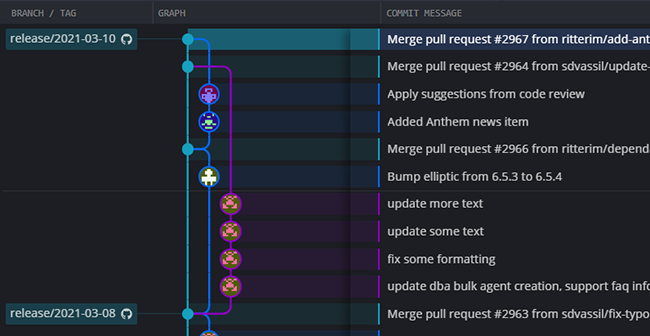 BRANCH / TAG GRAPH COMMIT MESSAGE
release/2021-03-10 Merge pull request #2967 from ritterim/add-ant
Merge pull request #2964 from sdvassil/update-
Apply suggestions from code review
Added Anthem news item
Merge pull request #2966 from ritterim/depend
Bump elliptic from 6.5.3 to 6.5.4
update more text
update some text
fix some formatting
update dba bulk agent creation, support faq info
release/2021-03-08 Merge pull request #2963 from sdvassil/fix-typo